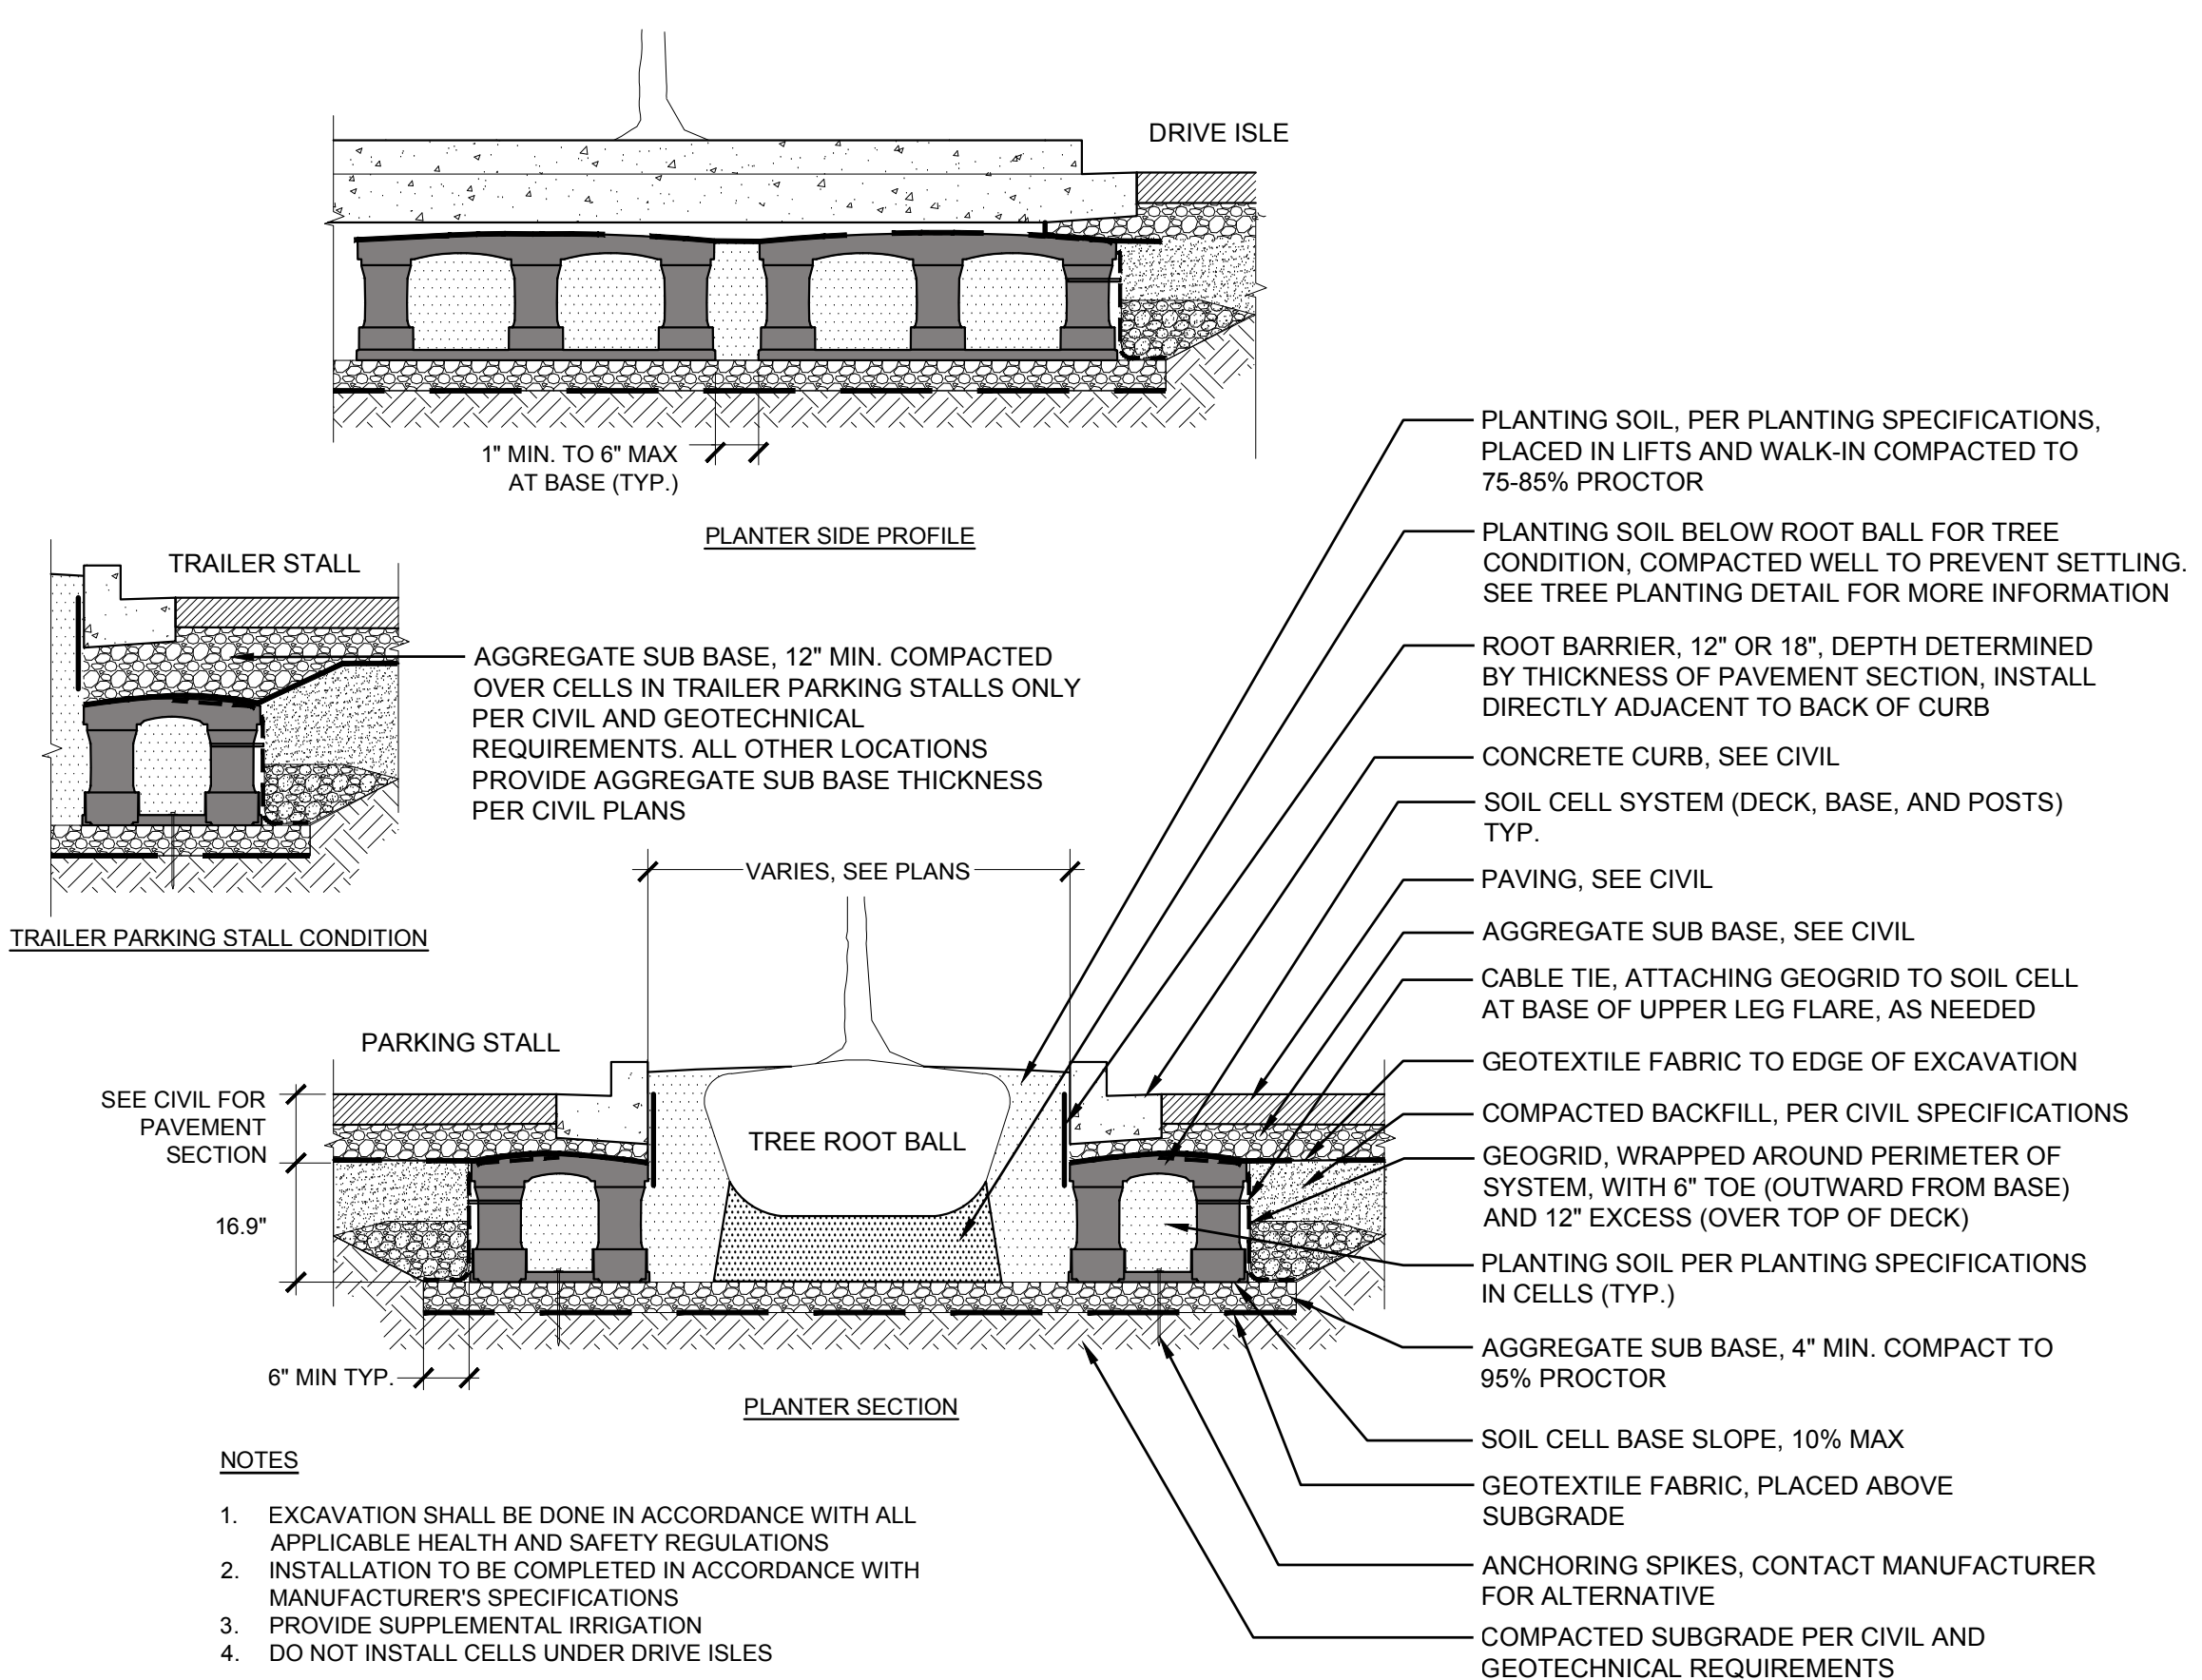 DRIVE ISLE
1" MIN. TO 6" MAX
AT BASE (TYP.)
PLANTER SIDE PROFILE
TRAILER STALL
AGGREGATE SUB BASE, 12" MIN. COMPACTED
OVER CELLS IN TRAILER PARKING STALLS ONLY
PER CIVIL AND GEOTECHNICAL
REQUIREMENTS. ALL OTHER LOCATIONS
PROVIDE AGGREGATE SUB BASE THICKNESS
PER CIVIL PLANS
TRAILER PARKING STALL CONDITION
VARIES, SEE PLANS
PARKING STALL
SEE CIVIL FOR
PAVEMENT
SECTION
16.9"
TREE ROOT BALL
6" MIN TYP.
PLANTER SECTION
PLANTING SOIL, PER PLANTING SPECIFICATIONS,
PLACED IN LIFTS AND WALK-IN COMPACTED TO
75-85% PROCTOR
PLANTING SOIL BELOW ROOT BALL FOR TREE
CONDITION, COMPACTED WELL TO PREVENT SETTLING.
SEE TREE PLANTING DETAIL FOR MORE INFORMATION
ROOT BARRIER, 12" OR 18", DEPTH DETERMINED
BY THICKNESS OF PAVEMENT SECTION, INSTALL
DIRECTLY ADJACENT TO BACK OF CURB
CONCRETE CURB, SEE CIVIL
SOIL CELL SYSTEM (DECK, BASE, AND POSTS)
TYP.
PAVING, SEE CIVIL
AGGREGATE SUB BASE, SEE CIVIL
CABLE TIE, ATTACHING GEOGRID TO SOIL CELL
AT BASE OF UPPER LEG FLARE, AS NEEDED
GEOTEXTILE FABRIC TO EDGE OF EXCAVATION
COMPACTED BACKFILL, PER CIVIL SPECIFICATIONS
GEOGRID, WRAPPED AROUND PERIMETER OF
SYSTEM, WITH 6" TOE (OUTWARD FROM BASE)
AND 12" EXCESS (OVER TOP OF DECK)
PLANTING SOIL PER PLANTING SPECIFICATIONS
IN CELLS (TYP.)
AGGREGATE SUB BASE, 4" MIN. COMPACT TO
95% PROCTOR
SOIL CELL BASE SLOPE, 10% MAX
GEOTEXTILE FABRIC, PLACED ABOVE
SUBGRADE
ANCHORING SPIKES, CONTACT MANUFACTURER
FOR ALTERNATIVE
COMPACTED SUBGRADE PER CIVIL AND
GEOTECHNICAL REQUIREMENTS
NOTES
1. EXCAVATION SHALL BE DONE IN ACCORDANCE WITH ALL
APPLICABLE HEALTH AND SAFETY REGULATIONS
2. INSTALLATION TO BE COMPLETED IN ACCORDANCE WITH
MANUFACTURER'S SPECIFICATIONS
3. PROVIDE SUPPLEMENTAL IRRIGATION
4. DO NOT INSTALL CELLS UNDER DRIVE ISLES